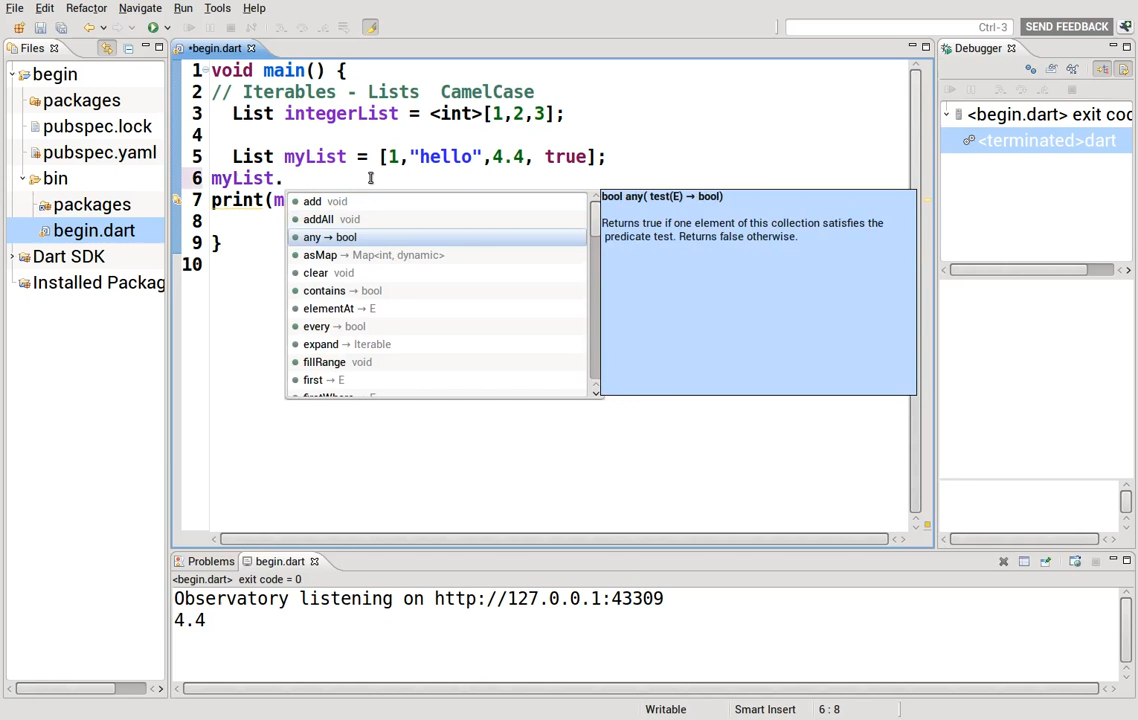 File Edit Refactor Navigate Run Tools Help
Ctrl-3 SEND FEEDBACK
Files
*begin.dart
Debugger
begin
packages
pubspec.lock
pubspec.yaml
bin
packages
begin.dart
Dart SDK
Installed Packag
1 void main() {
2 // Iterables - Lists  CamelCase
3   List integerList = <int>[1,2,3];
4
5   List myList = [1,"hello",4.4, true];
6 myList.
7 print(m
8
9 }
10
add void
addAll void
any → bool
asMap → Map<int, dynamic>
clear void
contains → bool
elementAt → E
every → bool
expand → Iterable
fillRange void
first → E
firstWhere → E
bool any( test(E) → bool)
Returns true if one element of this collection satisfies the
predicate test. Returns false otherwise.
<begin.dart> exit coc
<terminated>dart
Problems begin.dart
<begin.dart> exit code = 0
Observatory listening on http://127.0.0.1:43309
4.4
Writable Smart Insert 6 : 8